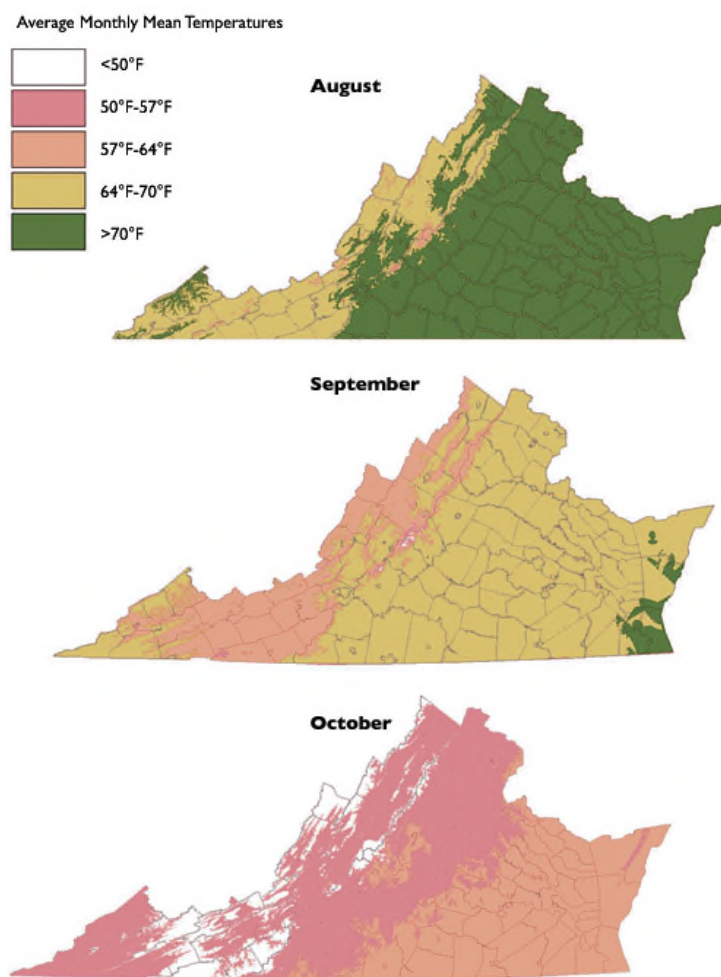 Average Monthly Mean Temperatures
<50°F
50°F-57°F
57°F-64°F
64°F-70°F
>70°F
August
September
October